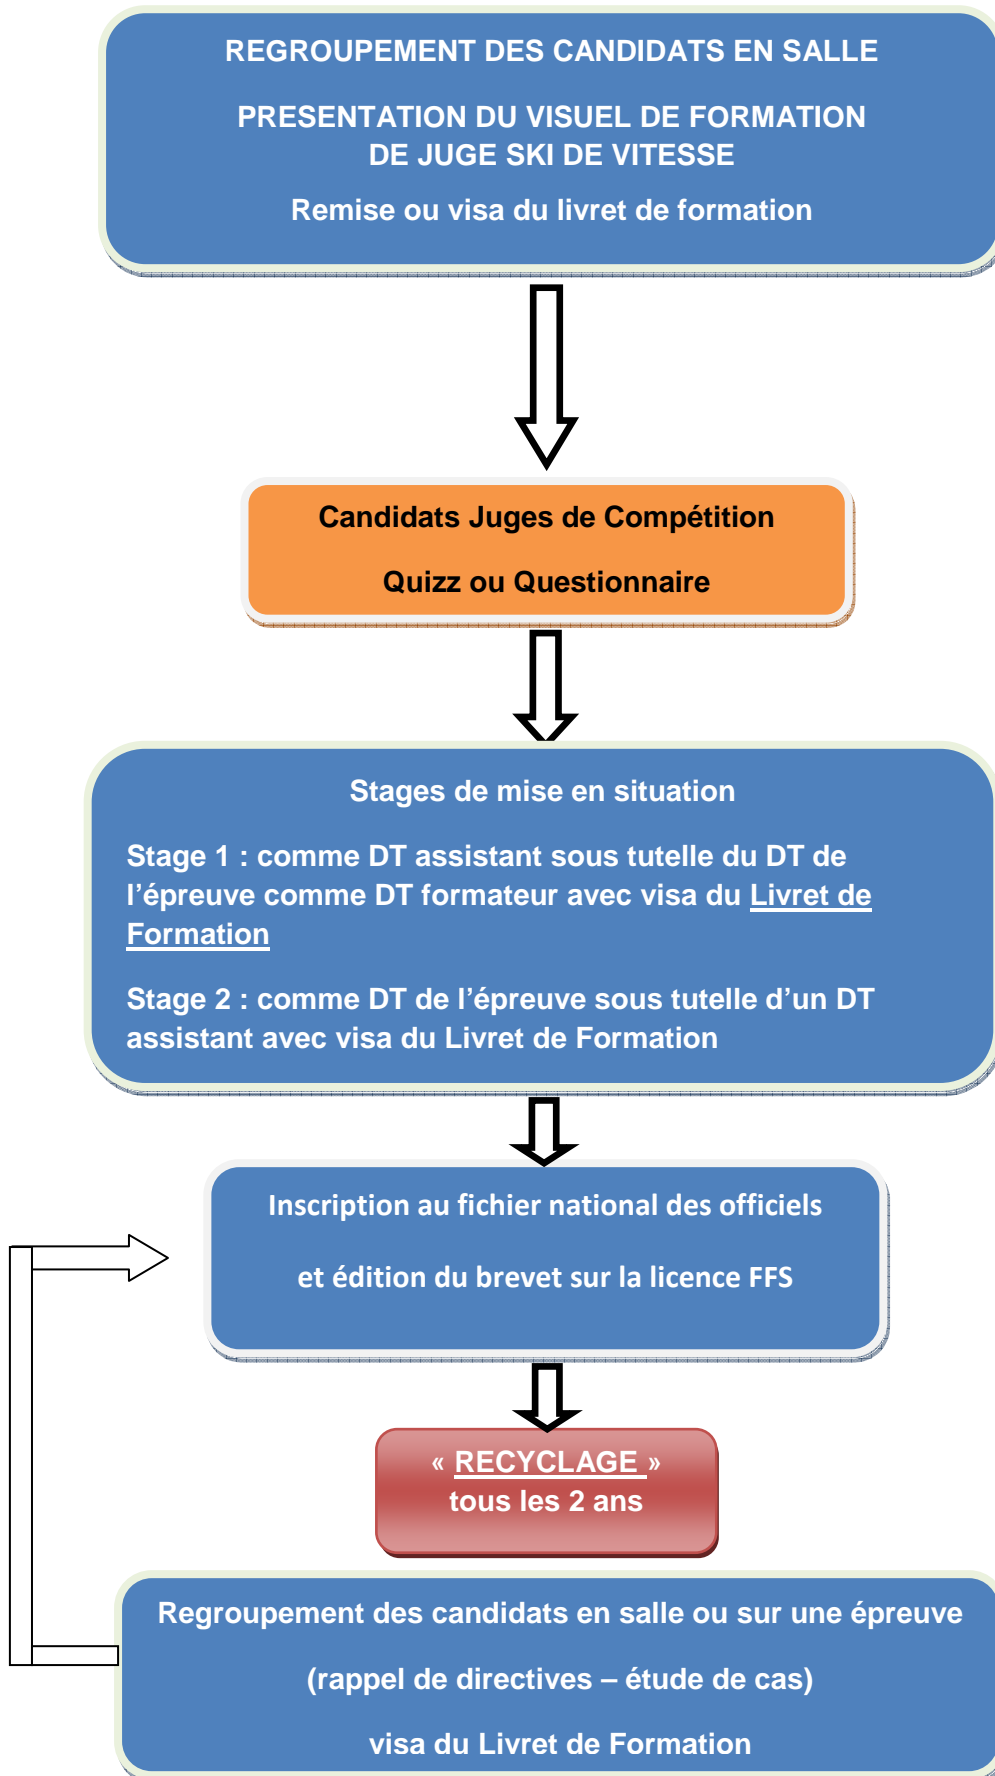 REGROUPEMENT DES CANDIDATS EN SALLE
PRESENTATION DU VISUEL DE FORMATION
DE JUGE SKI DE VITESSE
Remise ou visa du livret de formation
Candidats Juges de Compétition
Quizz ou Questionnaire
Stages de mise en situation
Stage 1 : comme DT assistant sous tutelle du DT de
l’épreuve comme DT formateur avec visa du Livret de
Formation
Stage 2 : comme DT de l’épreuve sous tutelle d’un DT
assistant avec visa du Livret de Formation
Inscription au fichier national des officiels
et édition du brevet sur la licence FFS
« RECYCLAGE »
tous les 2 ans
Regroupement des candidats en salle ou sur une épreuve
(rappel de directives – étude de cas)
visa du Livret de Formation